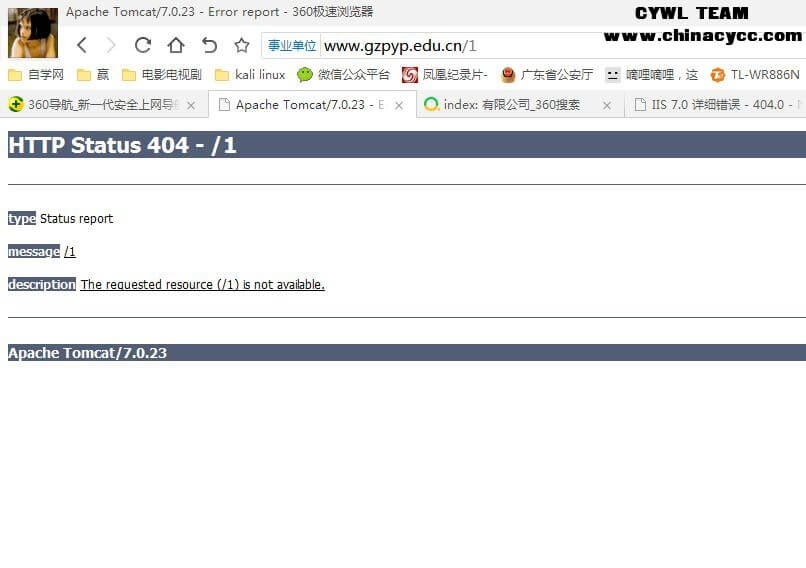 Apache Tomcat/7.0.23 - Error report - 360极速浏览器
CYWL TEAM
www.chinacycc.com
事业单位 www.gzpyp.edu.cn/1
自学网 赢 电影电视剧 kali linux 微信公众平台 凤凰纪录片- 广东省公安厅 嘀哩嘀哩，这 TL-WR886N
360导航_新一代安全上网导航 Apache Tomcat/7.0.23 - E index: 有限公司_360搜索 IIS 7.0 详细错误 - 404.0 - N
HTTP Status 404 - /1
type Status report
message /1
description The requested resource (/1) is not available.
Apache Tomcat/7.0.23